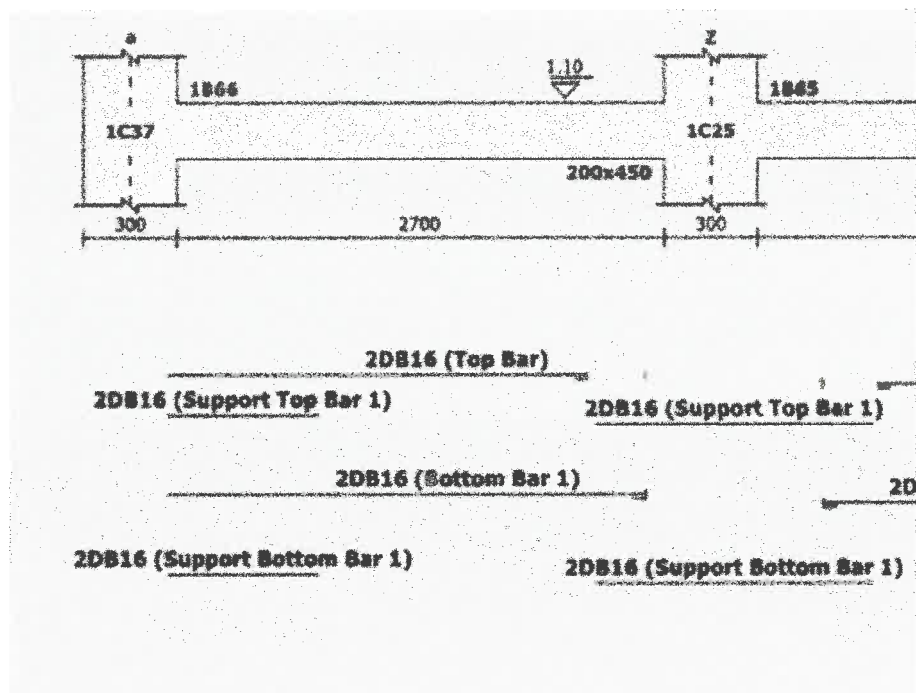 a Z
1.10
1B66 1B65
1C37 1C25
200x450
300 2700 300
2DB16 (Top Bar)
2DB16 (Support Top Bar 1) 2DB16 (Support Top Bar 1)
2DB16 (Bottom Bar 1) 2D
2DB16 (Support Bottom Bar 1) 2DB16 (Support Bottom Bar 1)